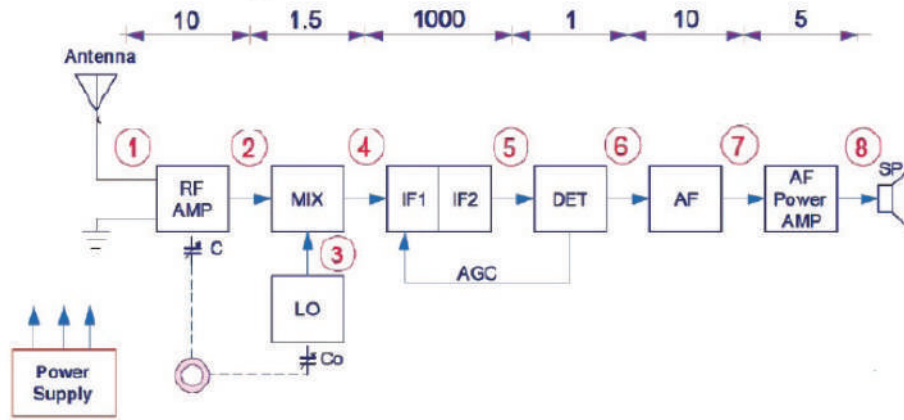 10 1.5 1000 1 10 5
Antenna
1 2 4 5 6 7 8
RF
AMP
MIX
IF1 IF2
DET
AF
AF
Power
AMP
SP
C
3
AGC
LO
Co
Power
Supply